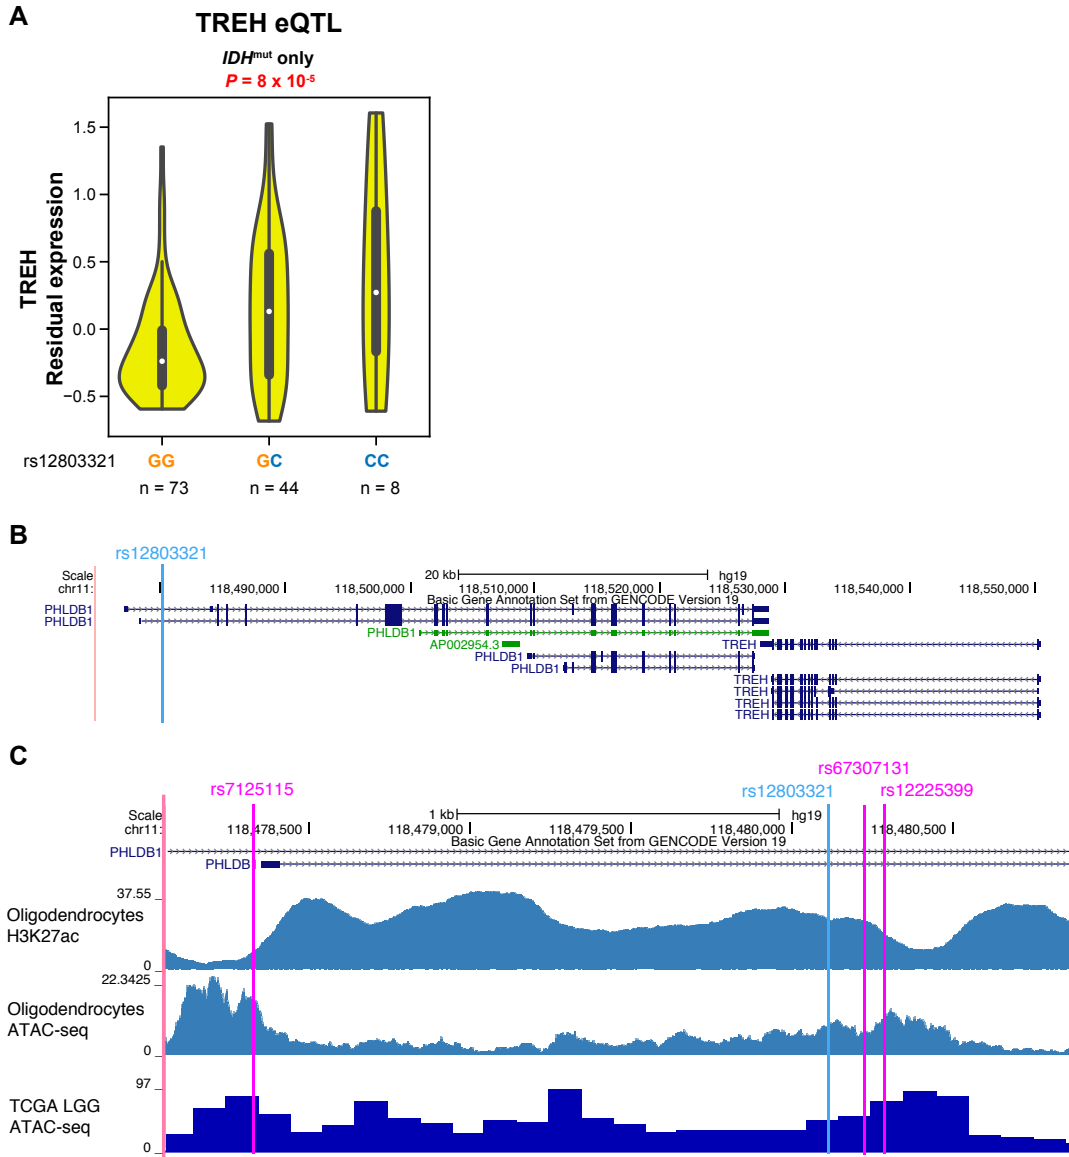 A
TREH eQTL
IDHmut only
P = 8 x 10-5
TREH
Residual expression
1.5
1.0
0.5
0.0
−0.5
rs12803321 GG GC CC
n = 73 n = 44 n = 8
B
rs12803321
Scale 20 kb hg19
chr11: 118,490,000 118,500,000 118,510,000 118,520,000 118,530,000 118,540,000 118,550,000
Basic Gene Annotation Set from GENCODE Version 19
PHLDB1
PHLDB1
PHLDB1
AP002954.3 TREH
PHLDB1
PHLDB1
TREH
TREH
TREH
TREH
C
rs67307131
rs7125115 rs12803321 rs12225399
Scale 1 kb hg19
chr11: 118,478,500 118,479,000 118,479,500 118,480,000 118,480,500
Basic Gene Annotation Set from GENCODE Version 19
PHLDB1
PHLDB
37.55
Oligodendrocytes
H3K27ac
0
22.3425
Oligodendrocytes
ATAC-seq
0
97
TCGA LGG
ATAC-seq
0